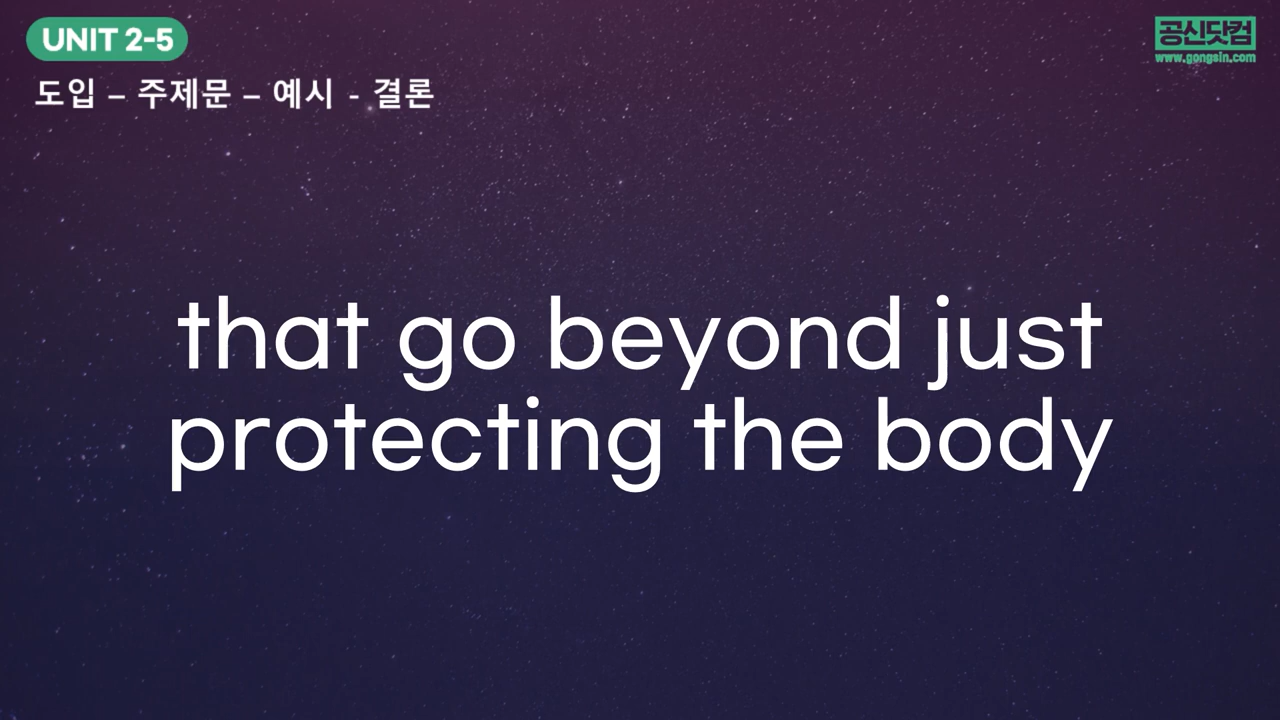 UNIT 2-5
공신닷컴
www.gongsin.com
도입 – 주제문 – 예시 - 결론
that go beyond just
protecting the body